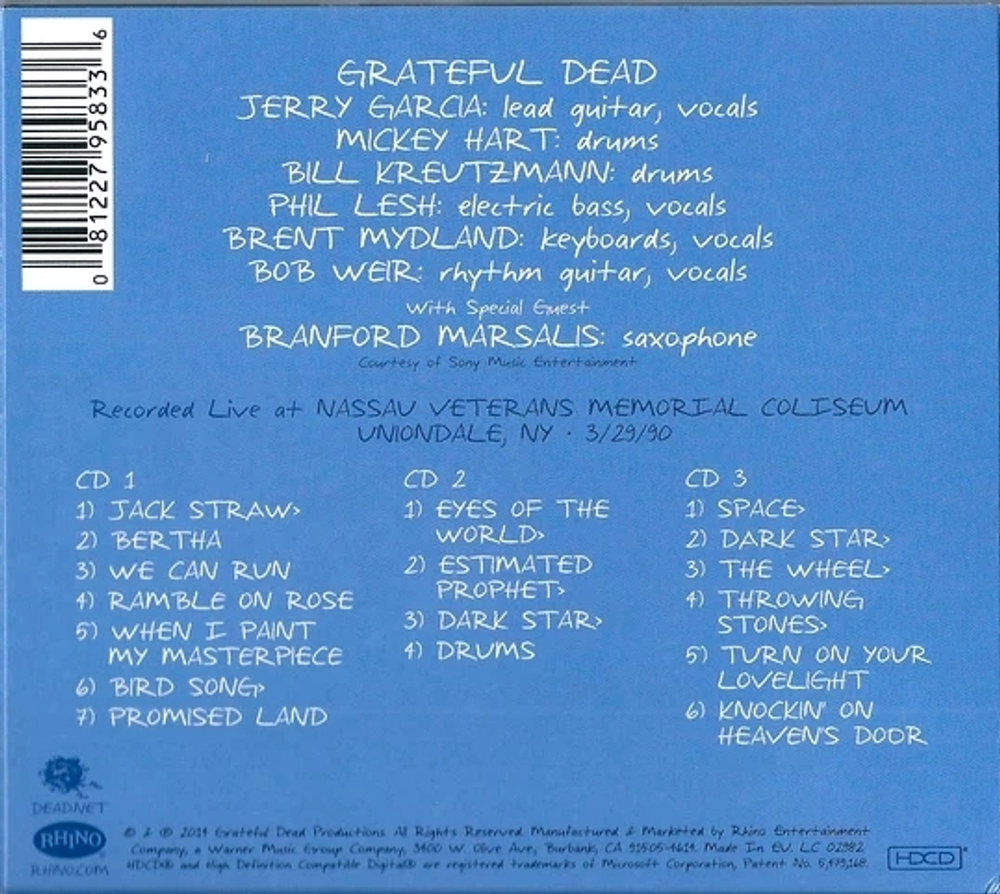 0 81227 95833 6
GRATEFUL DEAD
JERRY GARCIA: lead guitar, vocals
MICKEY HART: drums
BILL KREUTZMANN: drums
PHIL LESH: electric bass, vocals
BRENT MYDLAND: keyboards, vocals
BOB WEIR: rhythm guitar, vocals
With Special Guest
BRANFORD MARSALIS: saxophone
Courtesy of Sony Music Entertainment
Recorded Live at NASSAU VETERANS MEMORIAL COLISEUM
UNIONDALE, NY · 3/29/90
CD 1
1) JACK STRAW>
2) BERTHA
3) WE CAN RUN
4) RAMBLE ON ROSE
5) WHEN I PAINT
MY MASTERPIECE
6) BIRD SONG>
7) PROMISED LAND
CD 2
1) EYES OF THE
WORLD>
2) ESTIMATED
PROPHET>
3) DARK STAR>
4) DRUMS
CD 3
1) SPACE>
2) DARK STAR>
3) THE WHEEL>
4) THROWING
STONES>
5) TURN ON YOUR
LOVELIGHT
6) KNOCKIN' ON
HEAVEN'S DOOR
DEAD.NET
RHINO
RHINO.COM
© & ℗ 2014 Grateful Dead Productions. All Rights Reserved. Manufactured & Marketed by Rhino Entertainment
Company, a Warner Music Group Company, 3400 W. Olive Ave, Burbank, CA 91505-4614. Made In EU. LC 02982
HDCD® and High Definition Compatible Digital® are registered trademarks of Microsoft Corporation, Patent No. 5,479,168.
HDCD